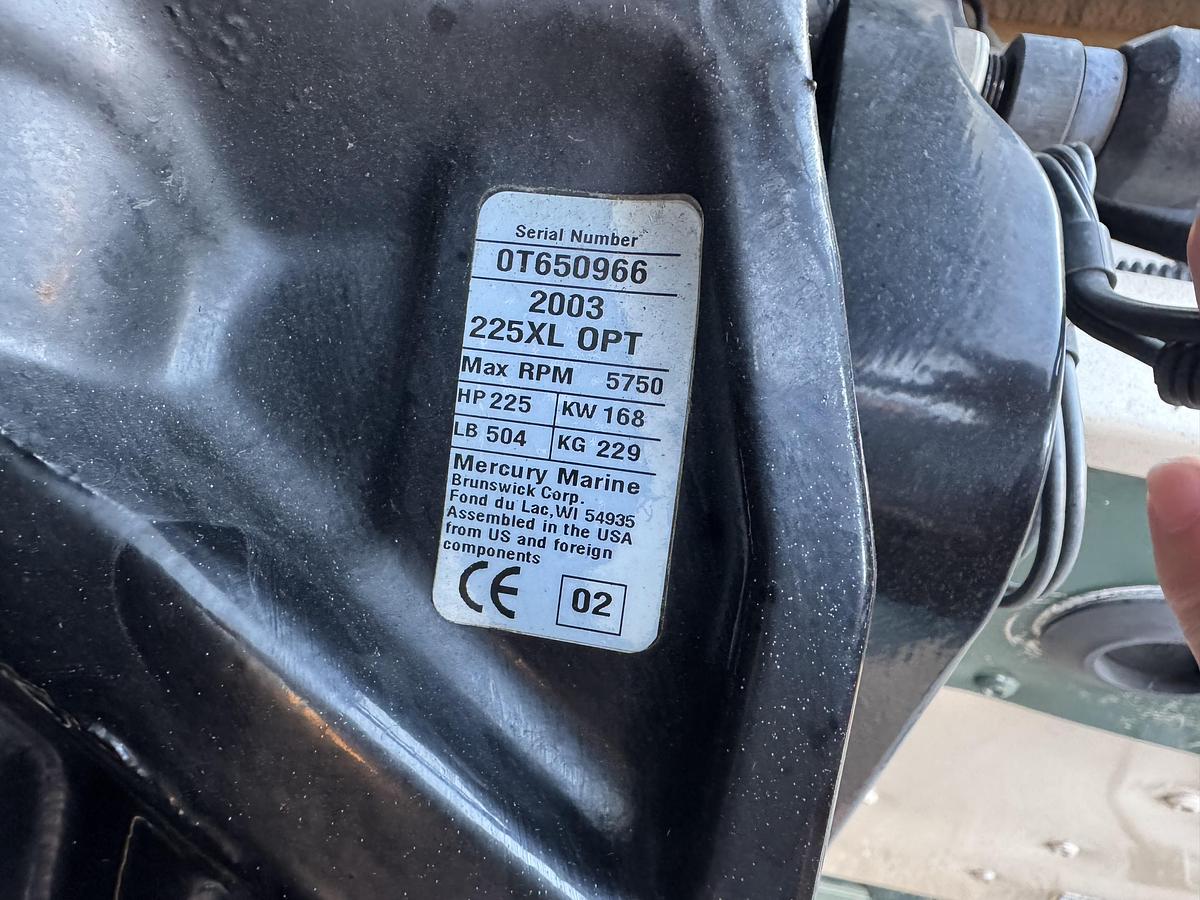 Serial Number
0T650966
2003
225XL OPT
Max RPM 5750
HP 225 KW 168
LB 504 KG 229
Mercury Marine
Brunswick Corp.
Fond du Lac,WI 54935
Assembled in the USA
from US and foreign
components
CE 02